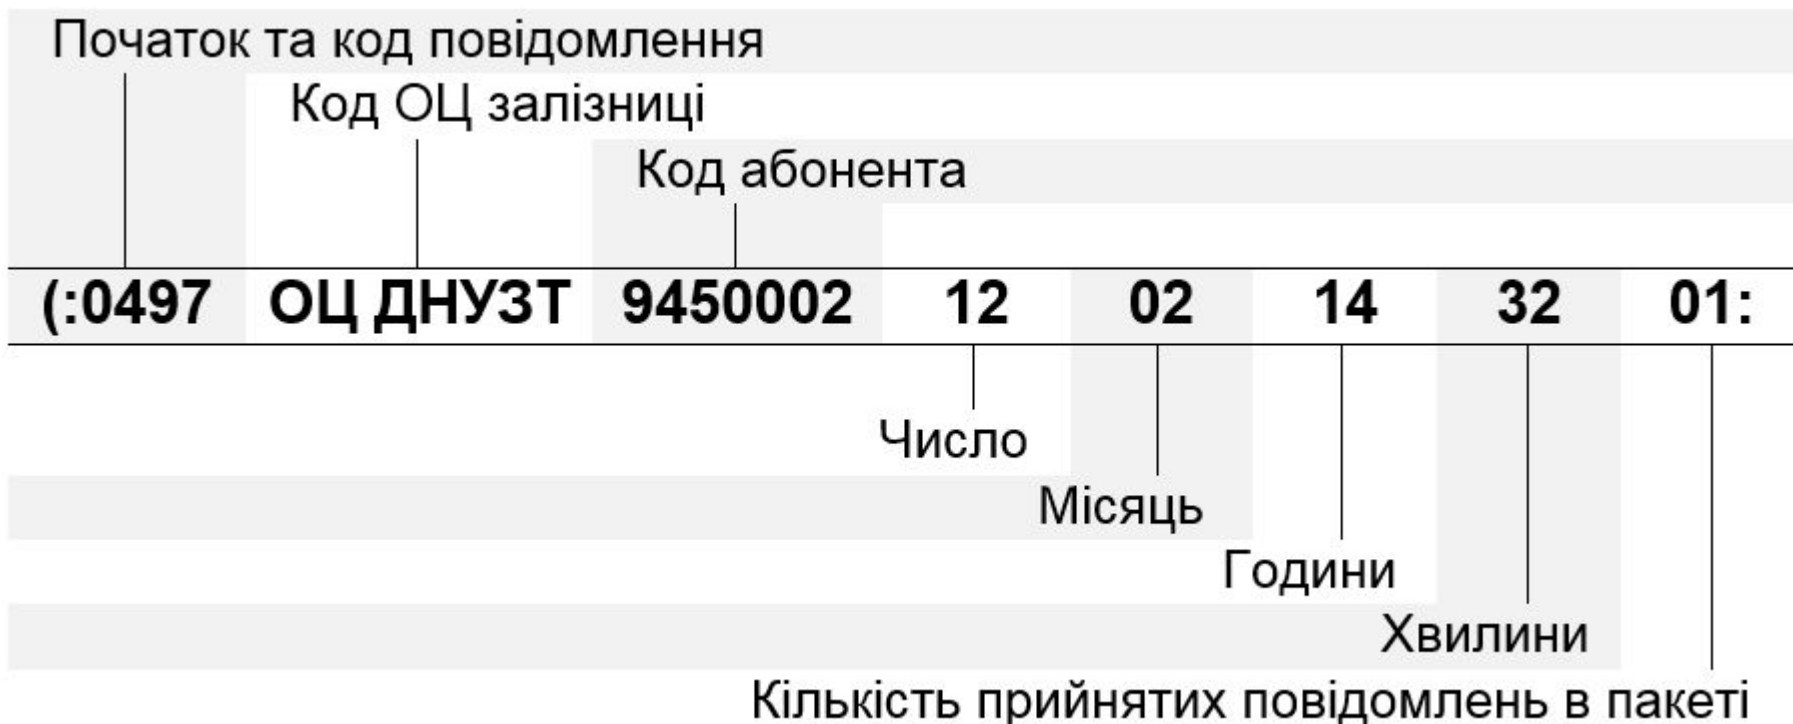 Початок та код повідомлення
Код ОЦ залізниці
Код абонента
(:0497 ОЦ ДНУЗТ 9450002 12 02 14 32 01:
Число
Місяць
Години
Хвилини
Кількість прийнятих повідомлень в пакеті